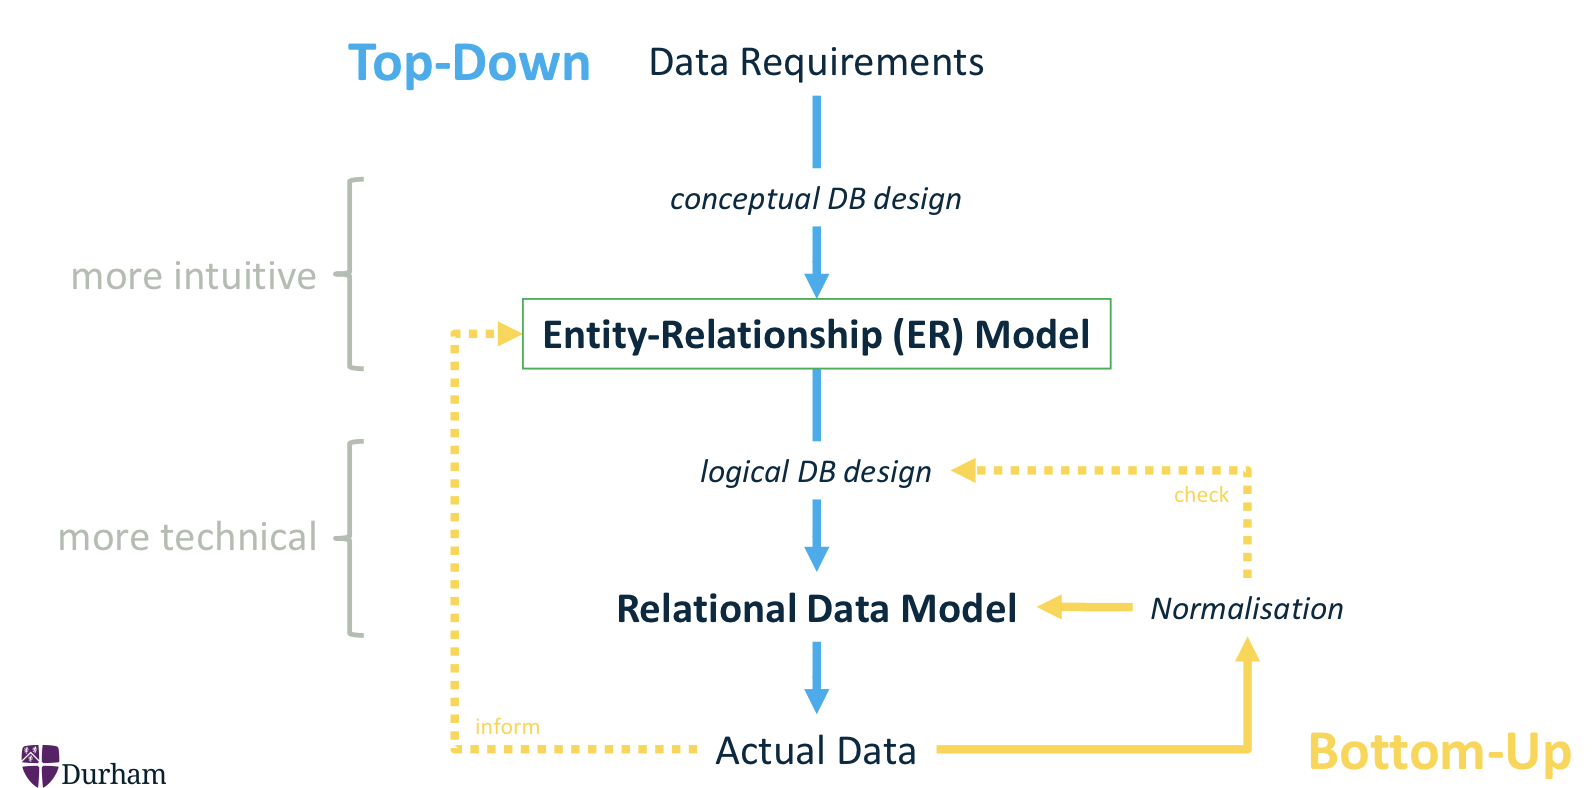 Top-Down
Data Requirements
conceptual DB design
more intuitive
Entity-Relationship (ER) Model
logical DB design
check
more technical
Relational Data Model
Normalisation
inform
Actual Data
Bottom-Up
Durham